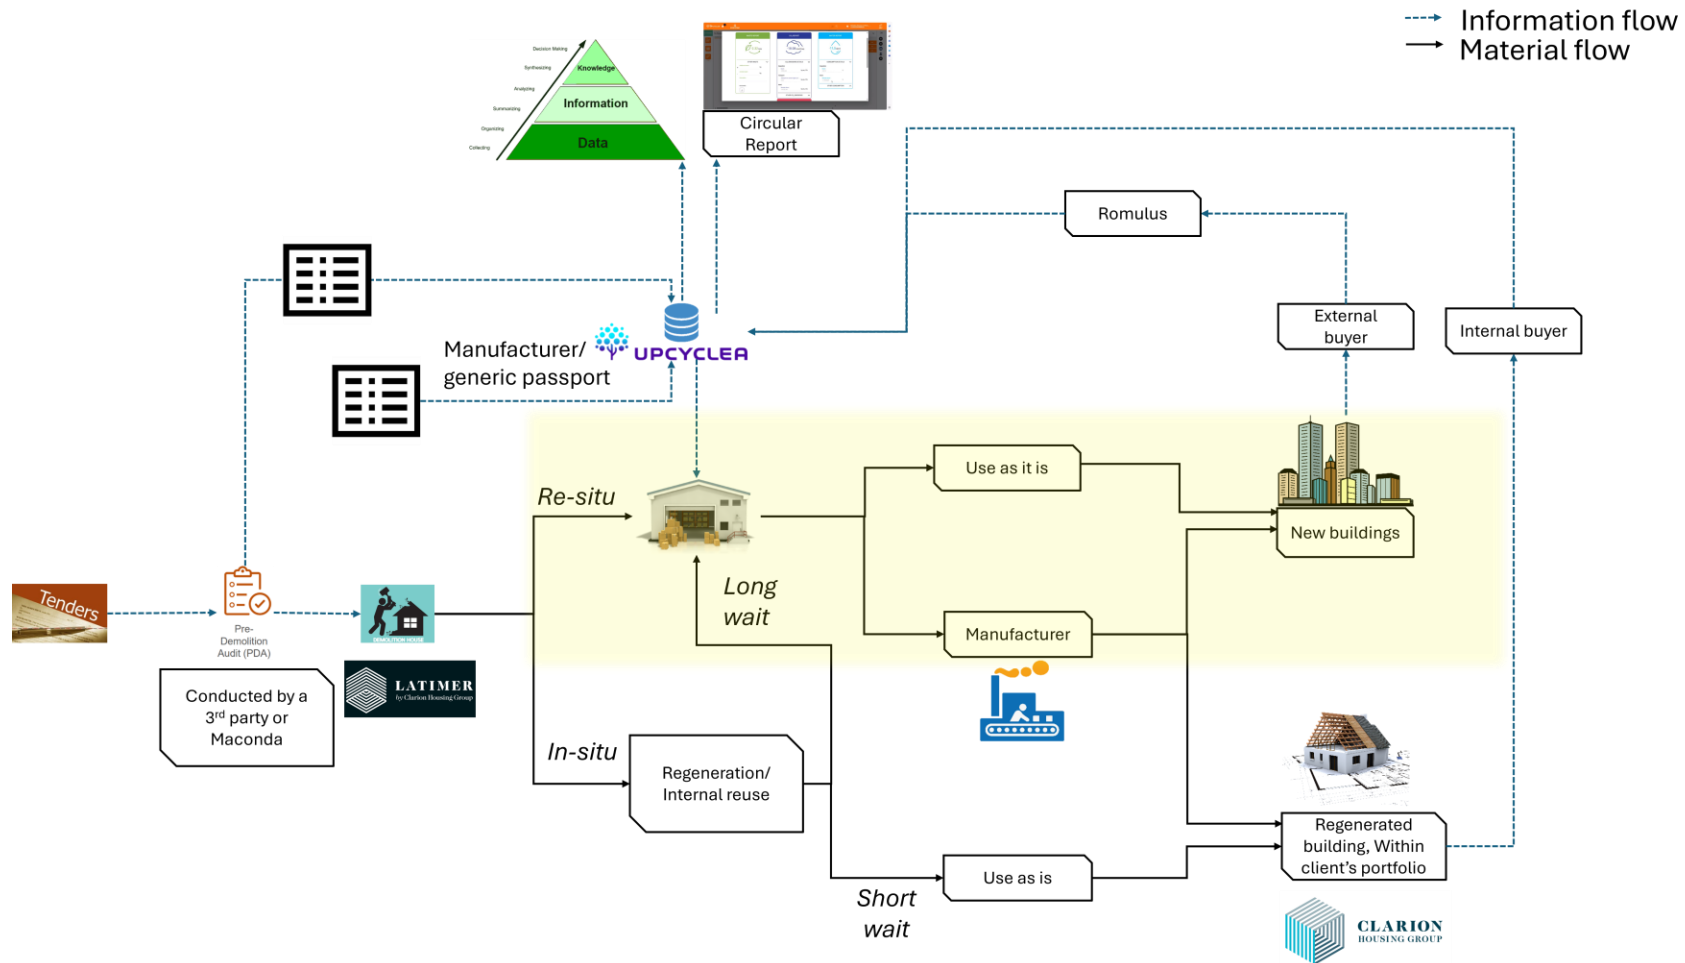 Information flow
Material flow
Decision Making
Synthesizing
Analyzing
Summarizing
Organizing
Collecting
Knowledge
Information
Data
Circular
Report
Romulus
External
buyer
Internal buyer
UPCYCLEA
Manufacturer/
generic passport
Use as it is
Re-situ
New buildings
Long
wait
Manufacturer
Tenders
Pre-
Demolition
Audit (PDA)
DEMOLITION HOUSE
LATIMER
by Clarion Housing Group
Conducted by a
3rd party or
Maconda
In-situ
Regeneration/
Internal reuse
Regenerated
building, Within
client's portfolio
Use as is
Short
wait
CLARION
HOUSING GROUP